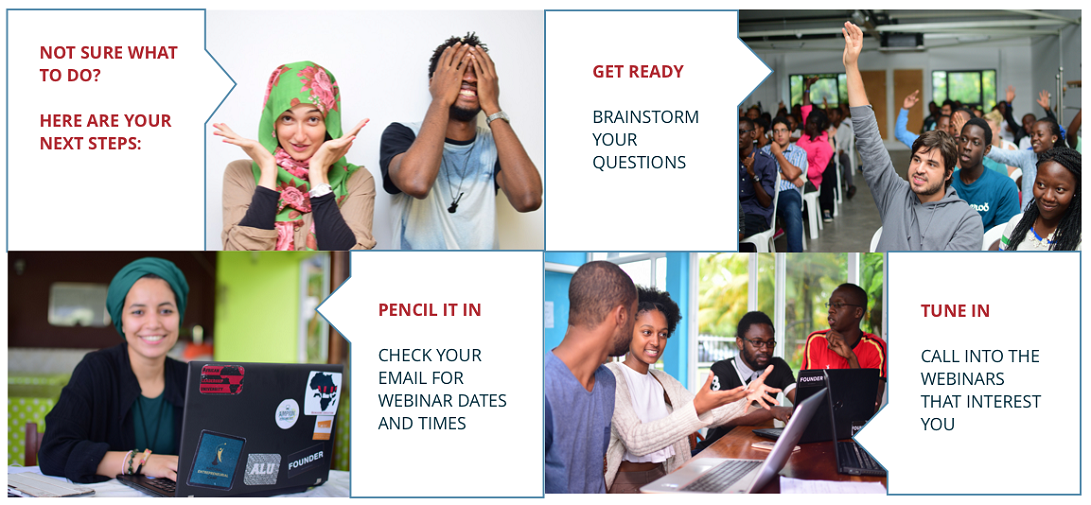 NOT SURE WHAT
TO DO?
HERE ARE YOUR
NEXT STEPS:
GET READY
BRAINSTORM
YOUR
QUESTIONS
PENCIL IT IN
CHECK YOUR
EMAIL FOR
WEBINAR DATES
AND TIMES
ALU
FOUNDER
FOUNDER
TUNE IN
CALL INTO THE
WEBINARS
THAT INTEREST
YOU